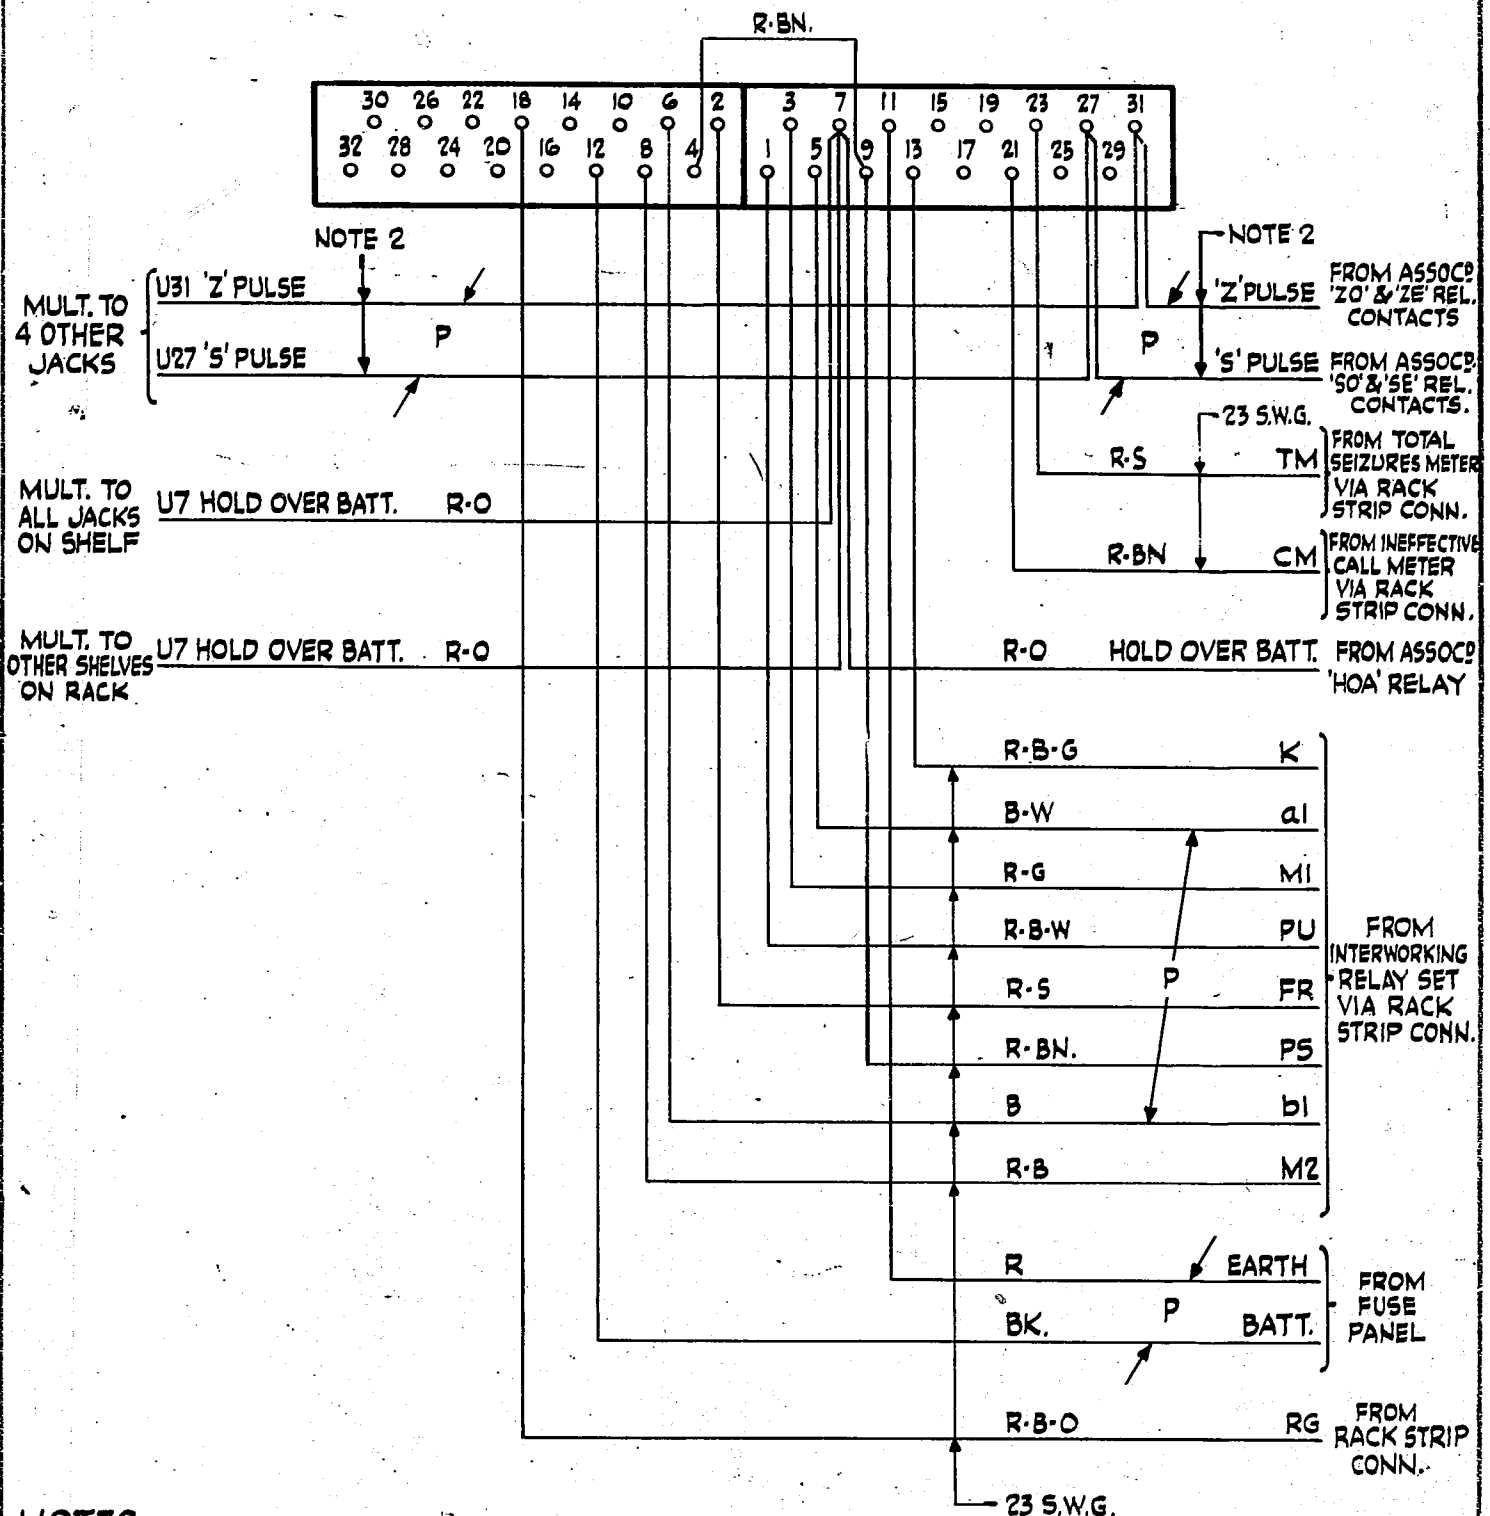 R·BN.
30 26 22 18 14 10 6 2 3 7 11 15 19 23 27 31
32 28 24 20 16 12 8 4 1 5 9 13 17 21 25 29
NOTE 2
NOTE 2
MULT. TO
4 OTHER
JACKS
U31 'Z' PULSE
P
U27 'S' PULSE
'Z' PULSE
FROM ASSOCD
'ZO' & 'ZE' REL.
CONTACTS
P
'S' PULSE
FROM ASSOCD.
'SO' & 'SE' REL.
CONTACTS.
23 S.W.G.
R·S TM
FROM TOTAL
SEIZURES METER
VIA RACK
STRIP CONN.
MULT. TO
ALL JACKS
ON SHELF
U7 HOLD OVER BATT. R-O
R·BN CM
FROM INEFFECTIVE
CALL METER
VIA RACK
STRIP CONN.
MULT. TO
OTHER SHELVES
ON RACK
U7 HOLD OVER BATT. R-O
R-O HOLD OVER BATT.
FROM ASSOCD
'HOA' RELAY
R·B·G K
B-W a1
R-G M1
R·B·W PU
R·S FR
R·BN. PS
B b1
R·B M2
P
FROM
INTERWORKING
RELAY SET
VIA RACK
STRIP CONN.
R EARTH
P
BK. BATT.
FROM
FUSE
PANEL
R·B·O RG
FROM
RACK STRIP
CONN.
23 S.W.G.
NOTES